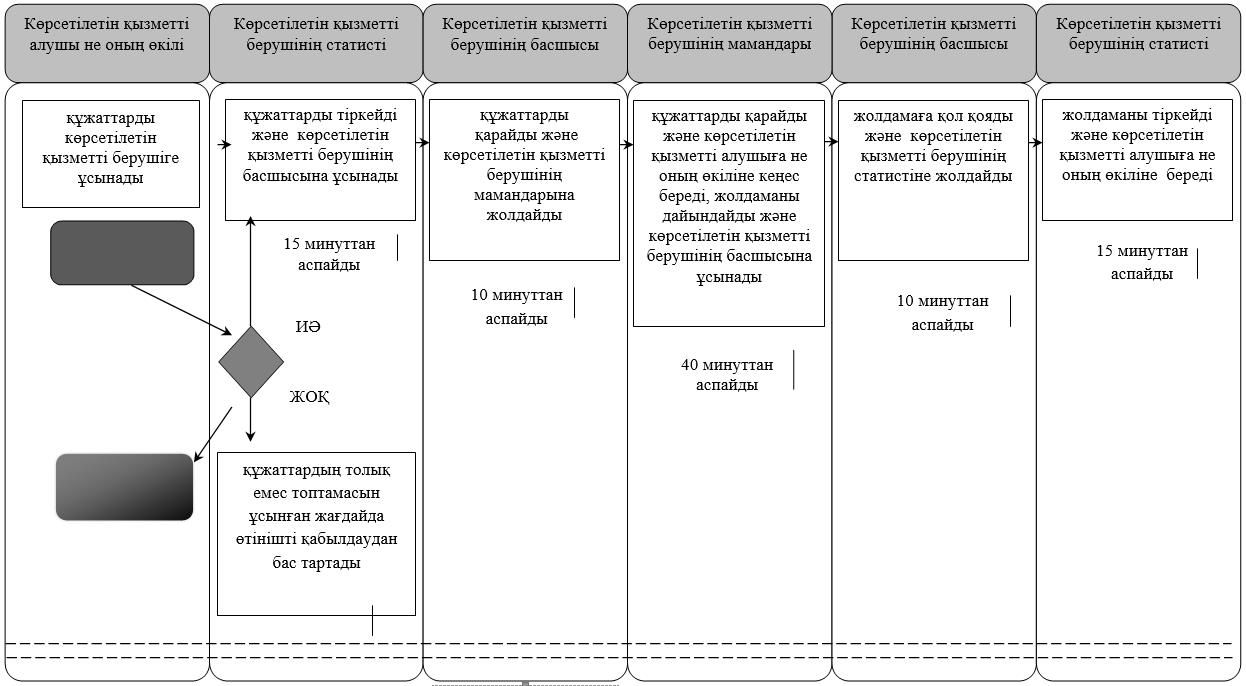 Көрсетілетін қызметті
алушы не оның өкілі
Көрсетілетін қызметті
берушінің статисті
Көрсетілетін қызметті
берушінің басшысы
Көрсетілетін қызметті
берушінің мамандары
Көрсетілетін қызметті
берушінің басшысы
Көрсетілетін қызметті
берушінің статисті
құжаттарды
көрсетілетін
қызметті берушіге
ұсынады
құжаттарды тіркейді
және көрсетілетін
қызметті берушінің
басшысына ұсынады
15 минуттан
аспайды
ИӘ
ЖОҚ
құжаттардың толық
емес топтамасын
ұсынған жағдайда
өтінішті қабылдаудан
бас тартады
құжаттарды
қарайды және
көрсетілетін қызметті
берушінің
мамандарына
жолдайды
10 минуттан
аспайды
құжаттарды қарайды
және көрсетілетін
қызметті алушыға не
оның өкіліне кеңес
береді, жолдаманы
дайындайды және
көрсетілетін қызметті
берушінің басшысына
ұсынады
40 минуттан
аспайды
жолдамаға қол қояды
және көрсетілетін
қызметті берушінің
статистіне жолдайды
10 минуттан
аспайды
жолдаманы тіркейді
және көрсетілетін
қызметті алушыға не
оның өкіліне береді
15 минуттан
аспайды